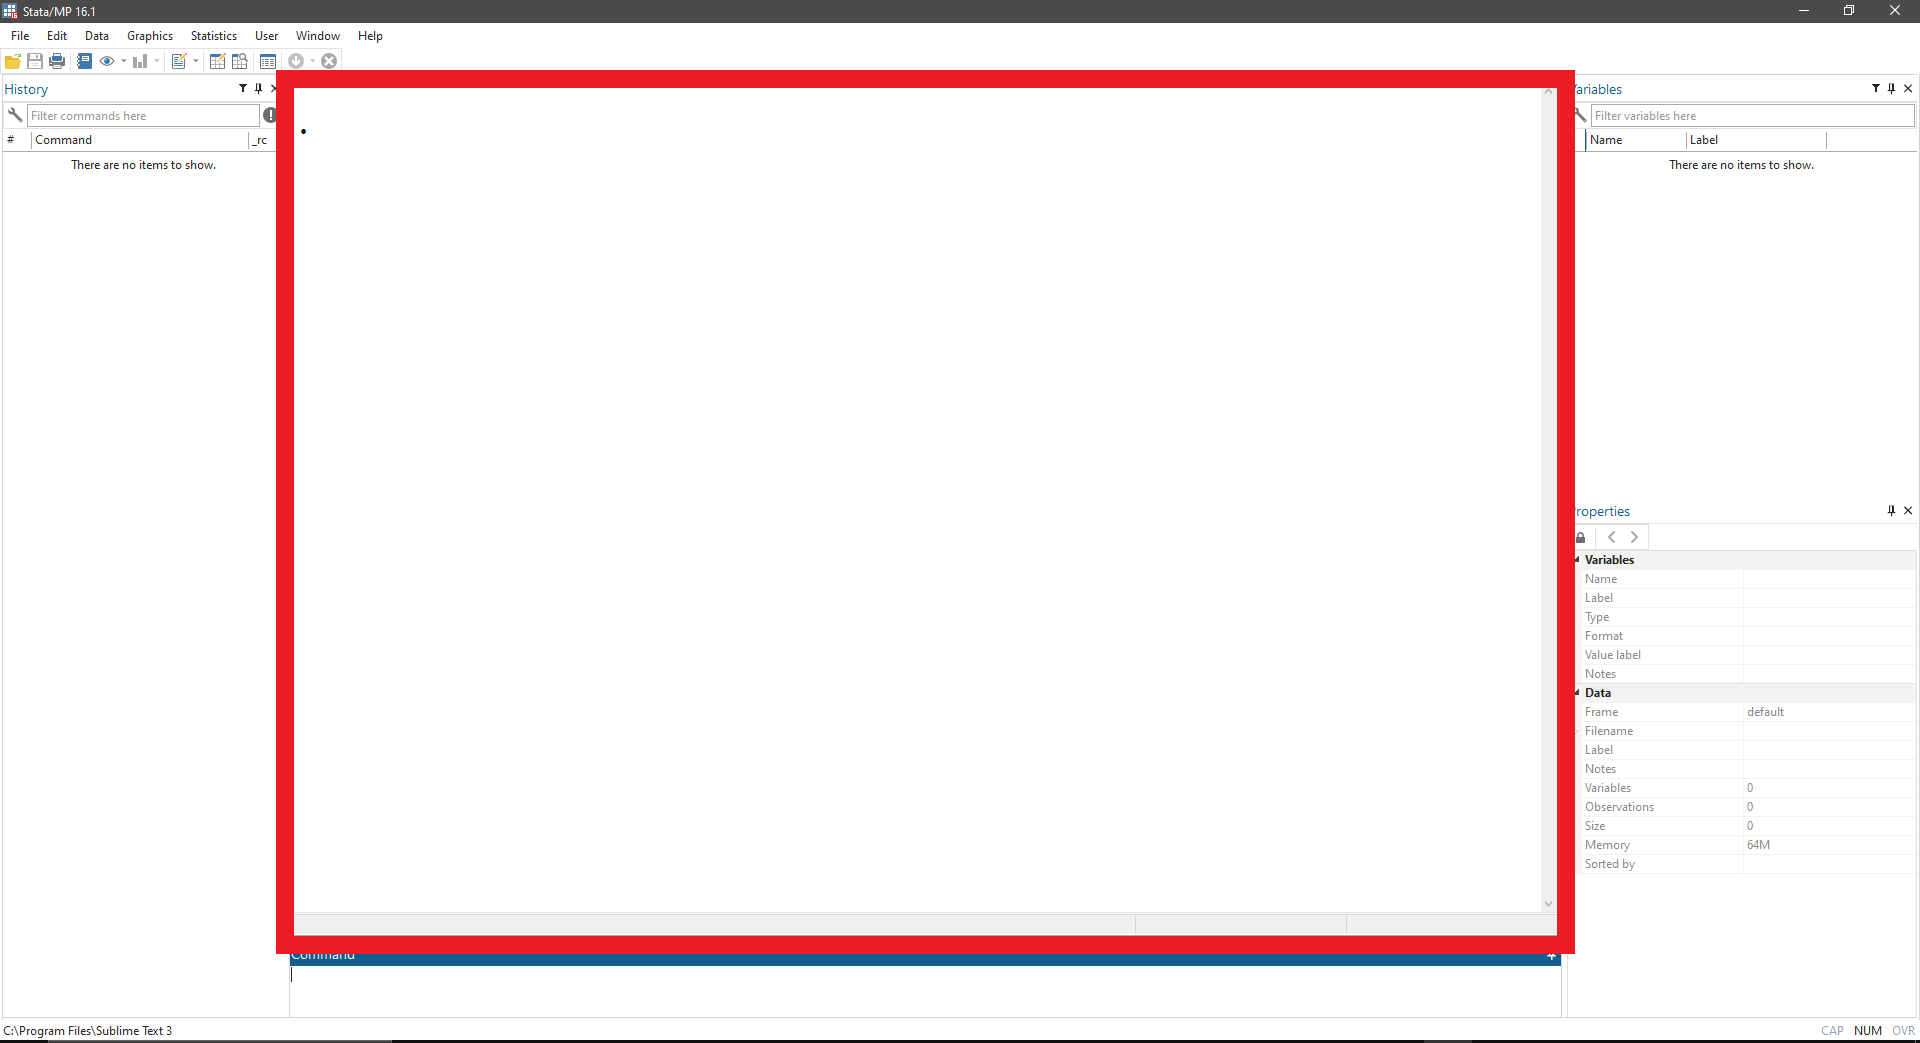 Stata/MP 16.1
File Edit Data Graphics Statistics User Window Help
History
Filter commands here
# Command _rc
There are no items to show.
.
Command
ariables
Filter variables here
Name Label
There are no items to show.
roperties
Variables
Name
Label
Type
Format
Value label
Notes
Data
Frame default
Filename
Label
Notes
Variables 0
Observations 0
Size 0
Memory 64M
Sorted by
C:\Program Files\Sublime Text 3
CAP NUM OVR